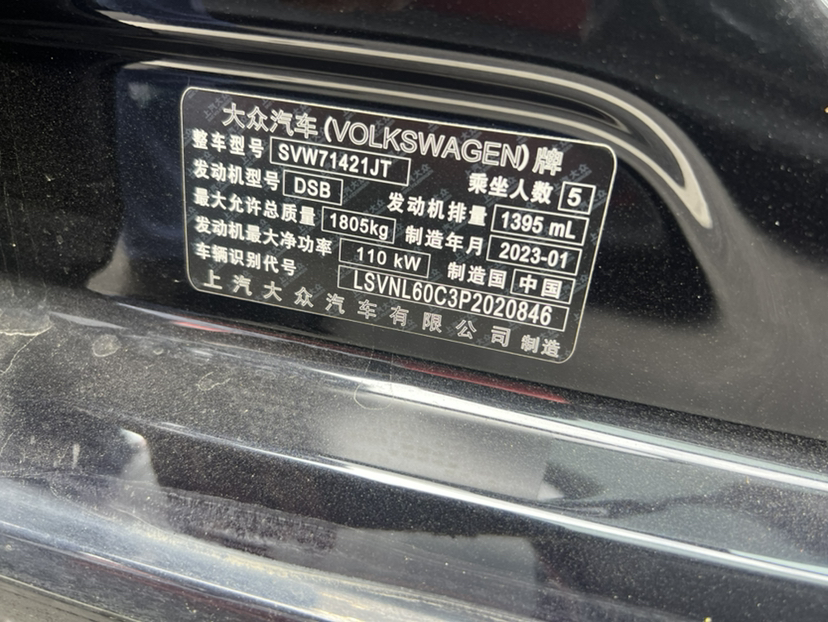 大众汽车(VOLKSWAGEN)牌
整车型号 SVW71421JT 乘坐人数 5
发动机型号 DSB 发动机排量 1395 mL
最大允许总质量 1805kg 制造年月 2023-01
发动机最大净功率 110 kW 制造国 中国
车辆识别代号 LSVNL60C3P2020846
上汽大众汽车有限公司 制造